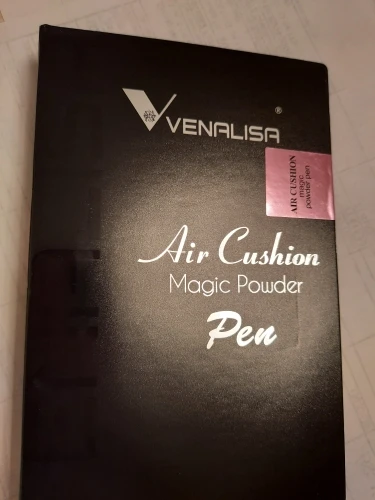 VENALISA
®
AIR CUSHION
magic
powder pen
Air Cushion
Magic Powder
Pen